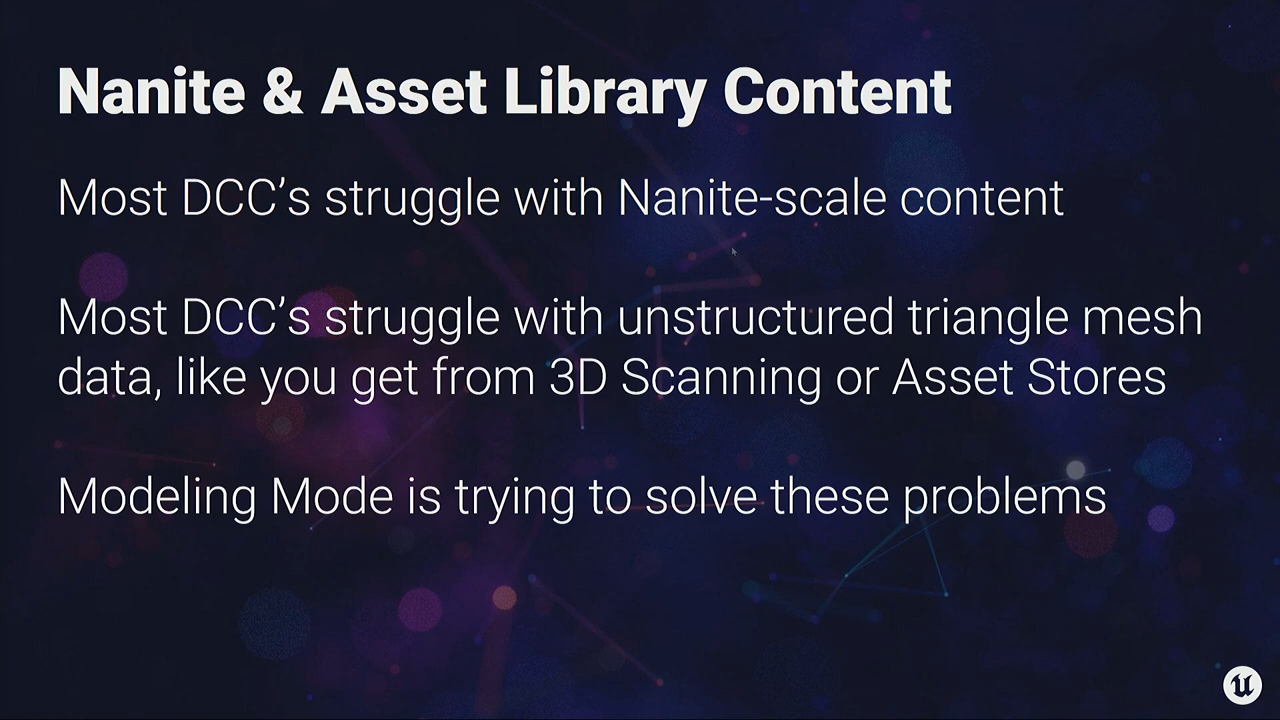 Nanite & Asset Library Content
Most DCC’s struggle with Nanite-scale content
Most DCC’s struggle with unstructured triangle mesh
data, like you get from 3D Scanning or Asset Stores
Modeling Mode is trying to solve these problems